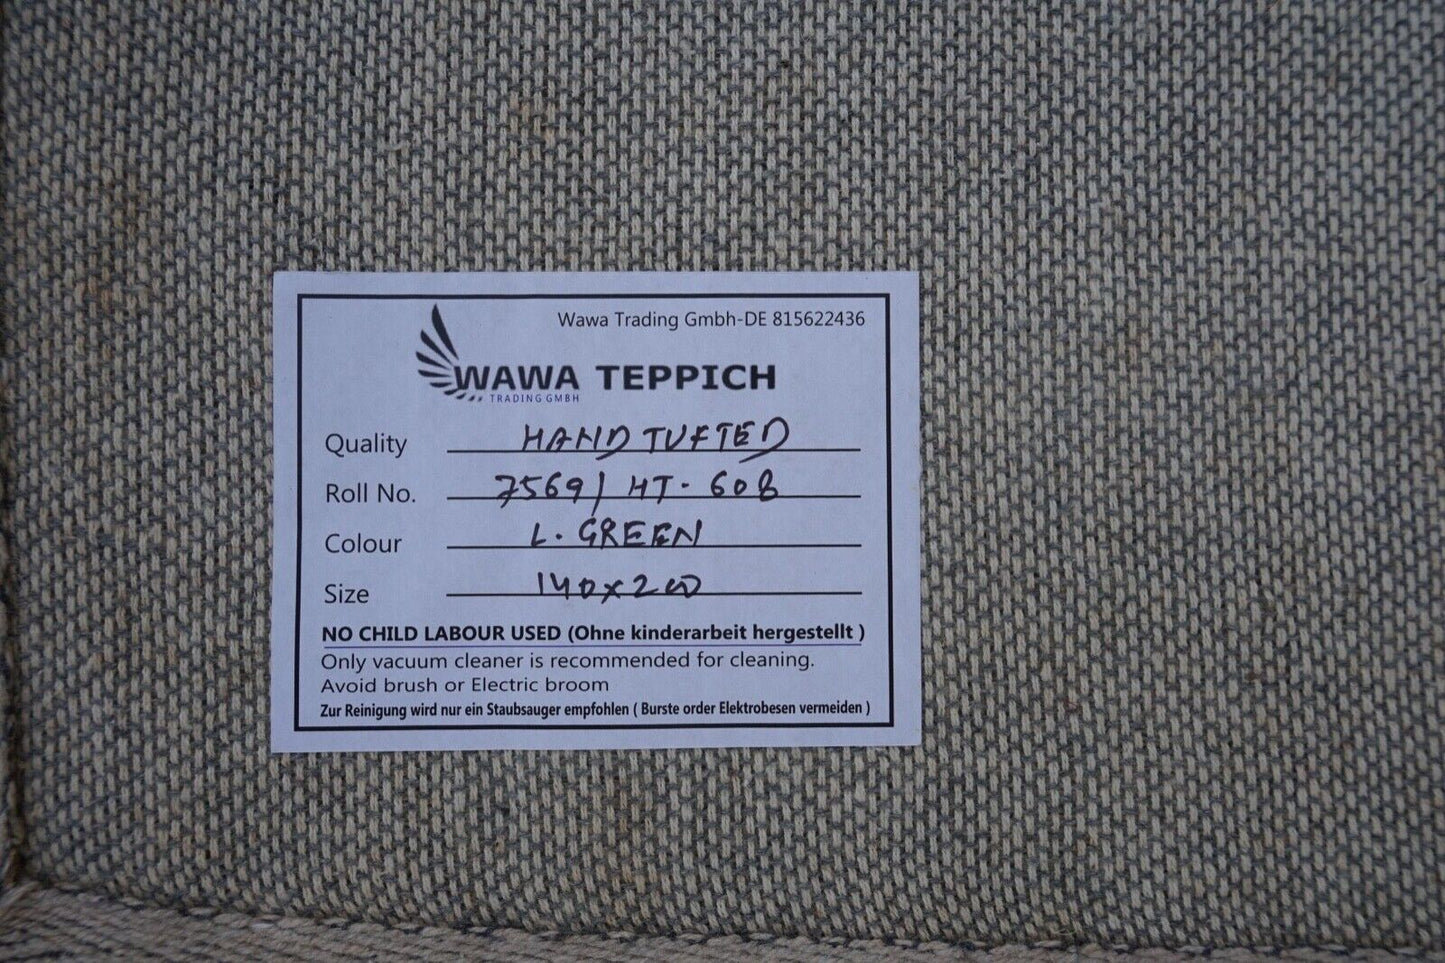 Wawa Trading Gmbh-DE 815622436
WAWA TEPPICH
TRADING GMBH
Quality HAND TUFTED
Roll No. 7569/ HT-608
Colour L. GREEN
Size 140x200
NO CHILD LABOUR USED (Ohne kinderarbeit hergestellt )
Only vacuum cleaner is recommended for cleaning.
Avoid brush or Electric broom
Zur Reinigung wird nur ein Staubsauger empfohlen ( Burste order Elektrobesen vermeiden )